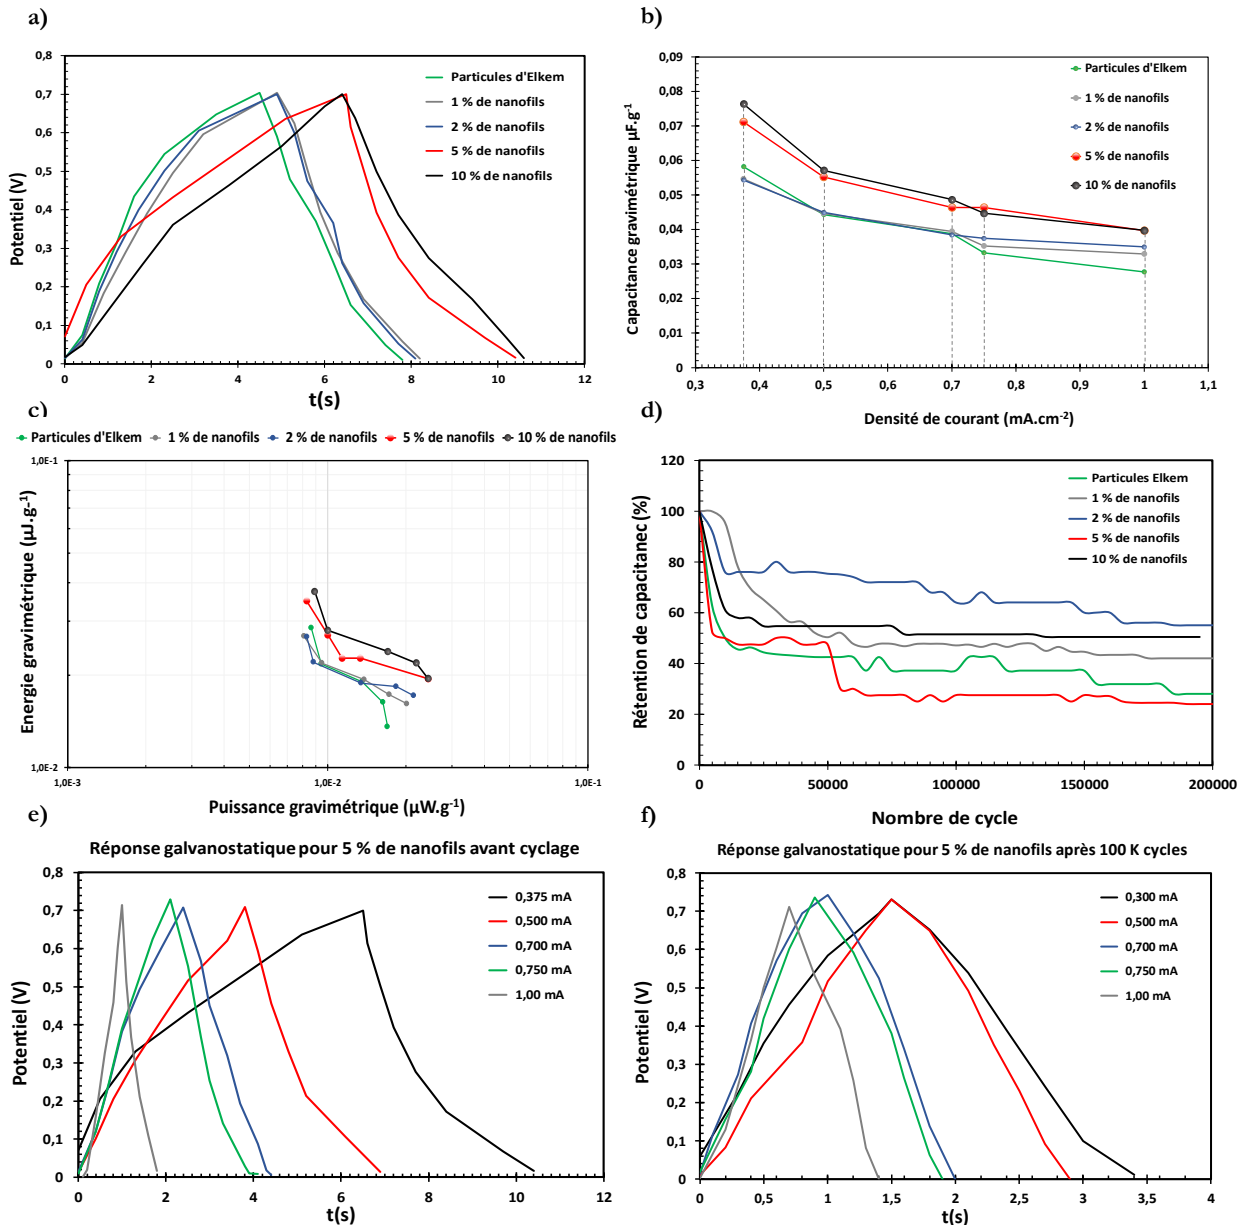 a)
0,8
0,7
0,6
0,5
0,4
0,3
0,2
0,1
0
0 2 4 6 8 10 12
Potentiel (V)
t(s)
Particules d'Elkem
1 % de nanofils
2 % de nanofils
5 % de nanofils
10 % de nanofils
b)
0,09
0,08
0,07
0,06
0,05
0,04
0,03
0,02
0,01
0
0,3 0,4 0,5 0,6 0,7 0,8 0,9 1 1,1
Capacitance gravimétrique µF.g⁻¹
Densité de courant (mA.cm⁻²)
Particules d'Elkem
1 % de nanofils
2 % de nanofils
5 % de nanofils
10 % de nanofils
c)
Particules d'Elkem 1 % de nanofils 2 % de nanofils 5 % de nanofils 10 % de nanofils
1,0E-1
1,0E-2
1,0E-3 1,0E-2 1,0E-1
Energie gravimétrique (µJ.g⁻¹)
Puissance gravimétrique (µW.g⁻¹)
d)
120
100
80
60
40
20
0
0 50000 100000 150000 200000
Rétention de capacitanec (%)
Nombre de cycle
Particules Elkem
1 % de nanofils
2 % de nanofils
5 % de nanofils
10 % de nanofils
e)
Réponse galvanostatique pour 5 % de nanofils avant cyclage
0,8
0,7
0,6
0,5
0,4
0,3
0,2
0,1
0
0 2 4 6 8 10 12
Potentiel (V)
t(s)
0,375 mA
0,500 mA
0,700 mA
0,750 mA
1,00 mA
f)
Réponse galvanostatique pour 5 % de nanofils après 100 K cycles
0,8
0,7
0,6
0,5
0,4
0,3
0,2
0,1
0
0 0,5 1 1,5 2 2,5 3 3,5 4
Potentiel (V)
t(s)
0,300 mA
0,500 mA
0,700 mA
0,750 mA
1,00 mA